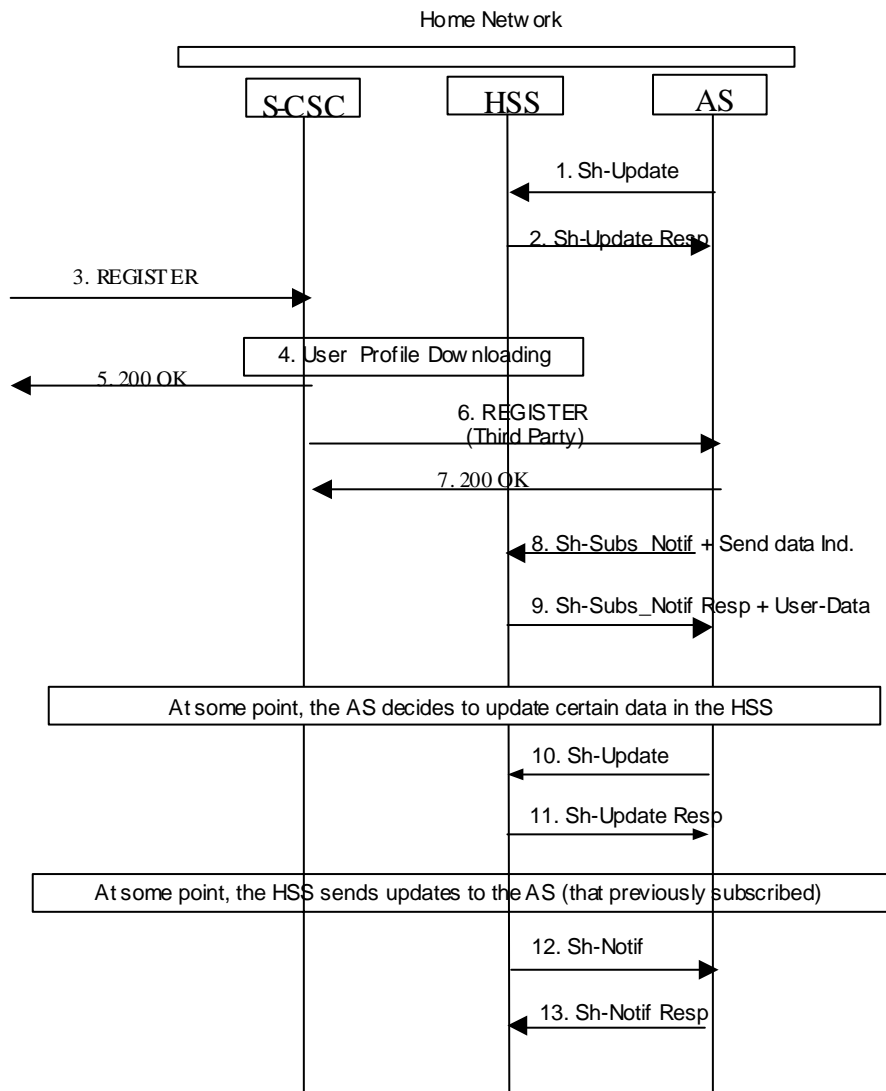 Home Network
S-CSC
HSS
AS
1. Sh-Update
2. Sh-Update Resp
3. REGISTER
4. User Profile Downloading
5. 200 OK
6. REGISTER
(Third Party)
7. 200 OK
8. Sh-Subs_Notif + Send data Ind.
9. Sh-Subs_Notif Resp + User-Data
At some point, the AS decides to update certain data in the HSS
10. Sh-Update
11. Sh-Update Resp
At some point, the HSS sends updates to the AS (that previously subscribed)
12. Sh-Notif
13. Sh-Notif Resp